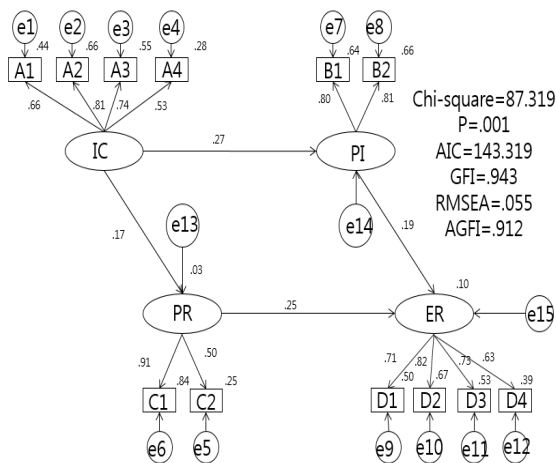 e1 e2 e3 e4 e7 e8
.44 .66 .55 .28 .64 .66
A1 A2 A3 A4 B1 B2
.66 .81 .74 .53 .80 .81
Chi-square=87.319
P=.001
AIC=143.319
GFI=.943
RMSEA=.055
AGFI=.912
IC .27 PI
.17 e13 e14 .19
.03 .10
PR .25 ER e15
.91 .50 .71 .82 .73 .63
.84 .25 .50 .67 .53 .39
C1 C2 D1 D2 D3 D4
e6 e5 e9 e10 e11 e12